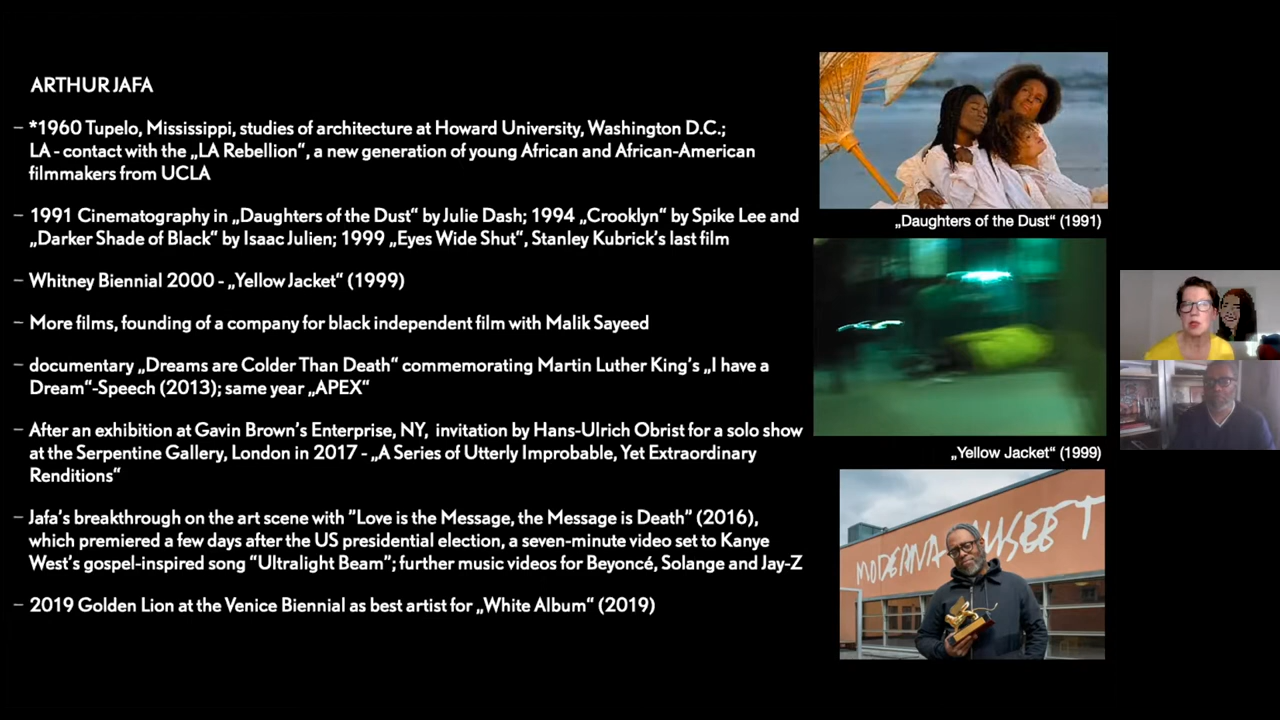 ARTHUR JAFA
– *1960 Tupelo, Mississippi, studies of architecture at Howard University, Washington D.C.;
LA - contact with the „LA Rebellion“, a new generation of young African and African-American
filmmakers from UCLA
– 1991 Cinematography in „Daughters of the Dust“ by Julie Dash; 1994 „Crooklyn“ by Spike Lee and
„Darker Shade of Black“ by Isaac Julien; 1999 „Eyes Wide Shut“, Stanley Kubrick’s last film
– Whitney Biennial 2000 - „Yellow Jacket“ (1999)
– More films, founding of a company for black independent film with Malik Sayeed
– documentary „Dreams are Colder Than Death“ commemorating Martin Luther King’s „I have a
Dream“-Speech (2013); same year „APEX“
– After an exhibition at Gavin Brown’s Enterprise, NY, invitation by Hans-Ulrich Obrist for a solo show
at the Serpentine Gallery, London in 2017 - „A Series of Utterly Improbable, Yet Extraordinary
Renditions“
– Jafa’s breakthrough on the art scene with ”Love is the Message, the Message is Death” (2016),
which premiered a few days after the US presidential election, a seven-minute video set to Kanye
West’s gospel-inspired song “Ultralight Beam”; further music videos for Beyoncé, Solange and Jay-Z
– 2019 Golden Lion at the Venice Biennial as best artist for „White Album“ (2019)
„Daughters of the Dust“ (1991)
„Yellow Jacket“ (1999)
MODERNA MUSEET